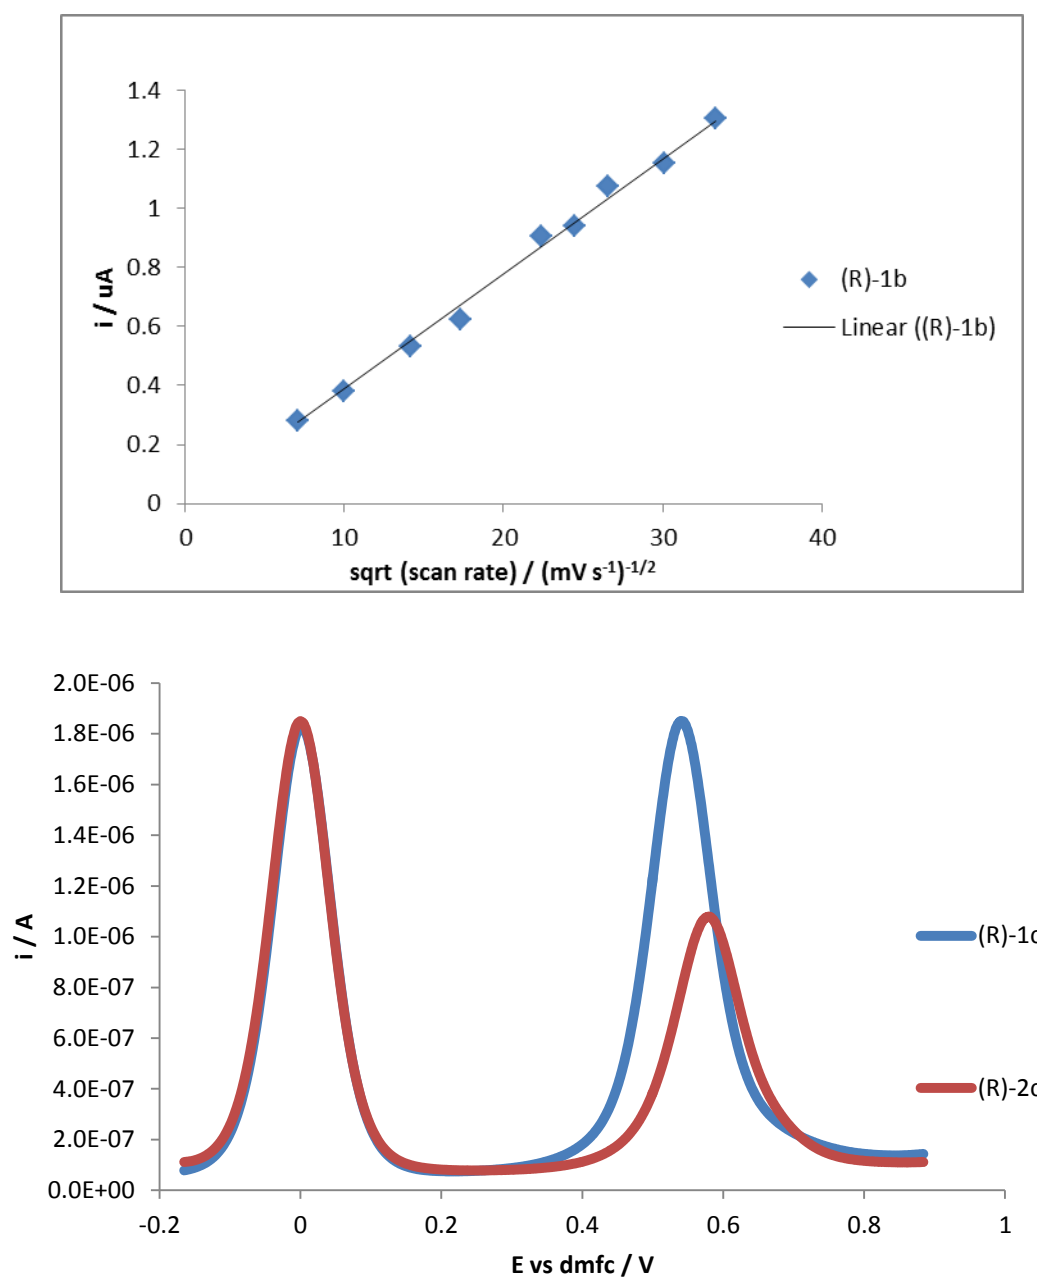 1.4
1.2
1
0.8
0.6
0.4
0.2
0
i / uA
(R)-1b
Linear ((R)-1b)
0 10 20 30 40
sqrt (scan rate) / (mV s⁻¹)⁻¹/²
2.0E-06
1.8E-06
1.6E-06
1.4E-06
1.2E-06
1.0E-06
8.0E-07
6.0E-07
4.0E-07
2.0E-07
0.0E+00
i / A
(R)-1c
(R)-2c
-0.2 0 0.2 0.4 0.6 0.8 1
E vs dmfc / V